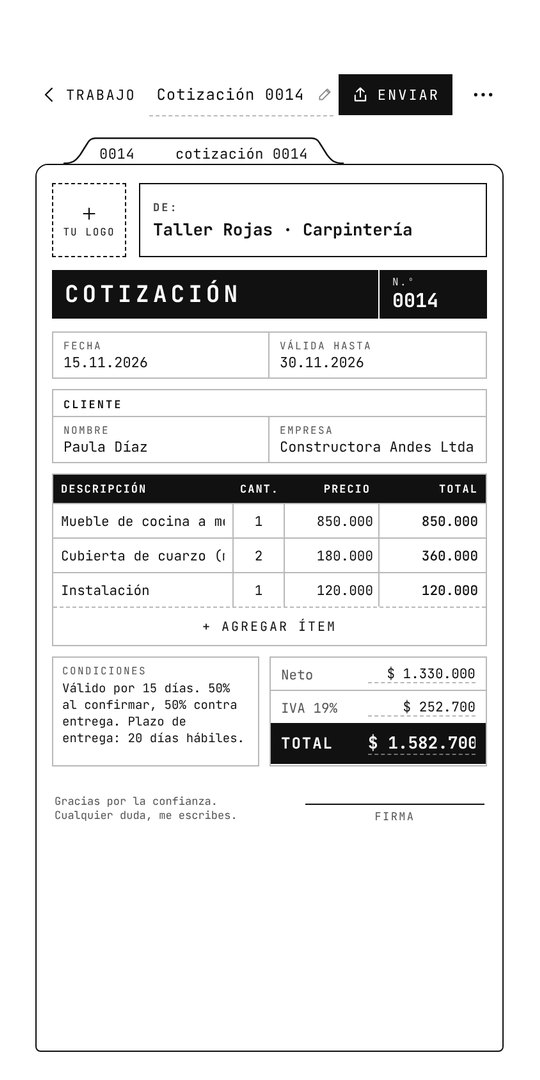 TRABAJO Cotización 0014 ENVIAR
0014 cotización 0014
+
TU LOGO
DE:
Taller Rojas · Carpintería
COTIZACIÓN
N.°
0014
FECHA
15.11.2026
VÁLIDA HASTA
30.11.2026
CLIENTE
NOMBRE
Paula Díaz
EMPRESA
Constructora Andes Ltda
DESCRIPCIÓN CANT. PRECIO TOTAL
Mueble de cocina a 1 850.000 850.000
Cubierta de cuarzo 2 180.000 360.000
Instalación 1 120.000 120.000
+ AGREGAR ÍTEM
CONDICIONES
Válido por 15 días. 50%
al confirmar, 50% contra
entrega. Plazo de
entrega: 20 días hábiles.
Neto $ 1.330.000
IVA 19% $ 252.700
TOTAL $ 1.582.700
Gracias por la confianza.
Cualquier duda, me escribes.
FIRMA